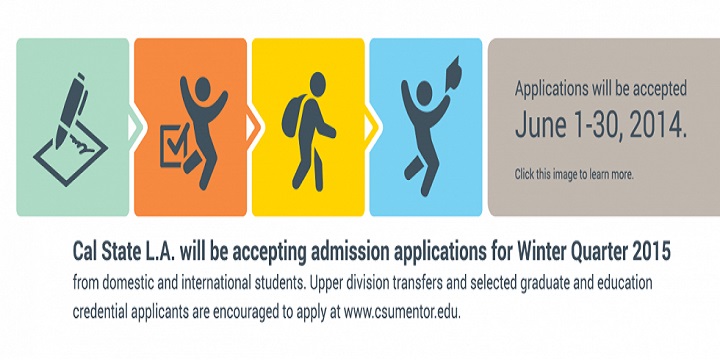 Applications will be accepted
June 1-30, 2014.
Click this image to learn more.
Cal State L.A. will be accepting admission applications for Winter Quarter 2015
from domestic and international students. Upper division transfers and selected graduate and education
credential applicants are encouraged to apply at www.csumentor.edu.